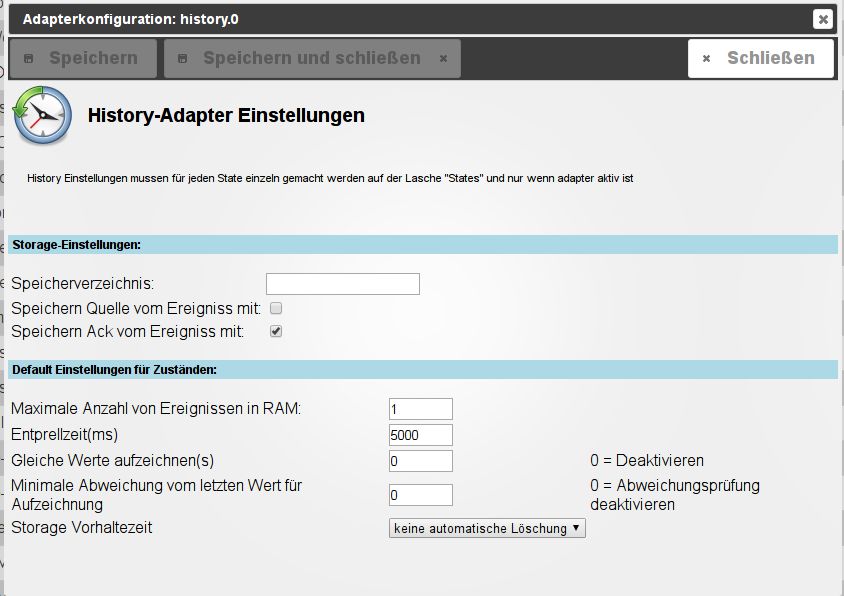 Adapterkonfiguration: history.0
Speichern
Speichern und schließen
Schließen
History-Adapter Einstellungen
History Einstellungen mussen für jeden State einzeln gemacht werden auf der Lasche "States" und nur wenn adapter aktiv ist
Storage-Einstellungen:
Speicherverzeichnis:
Speichern Quelle vom Ereigniss mit:
Speichern Ack vom Ereigniss mit:
Default Einstellungen für Zuständen:
Maximale Anzahl von Ereignissen in RAM: 1
Entprellzeit(ms) 5000
Gleiche Werte aufzeichnen(s) 0 0 = Deaktivieren
Minimale Abweichung vom letzten Wert für 0 = Abweichungsprüfung
Aufzeichnung 0 deaktivieren
Storage Vorhaltezeit keine automatische Löschung